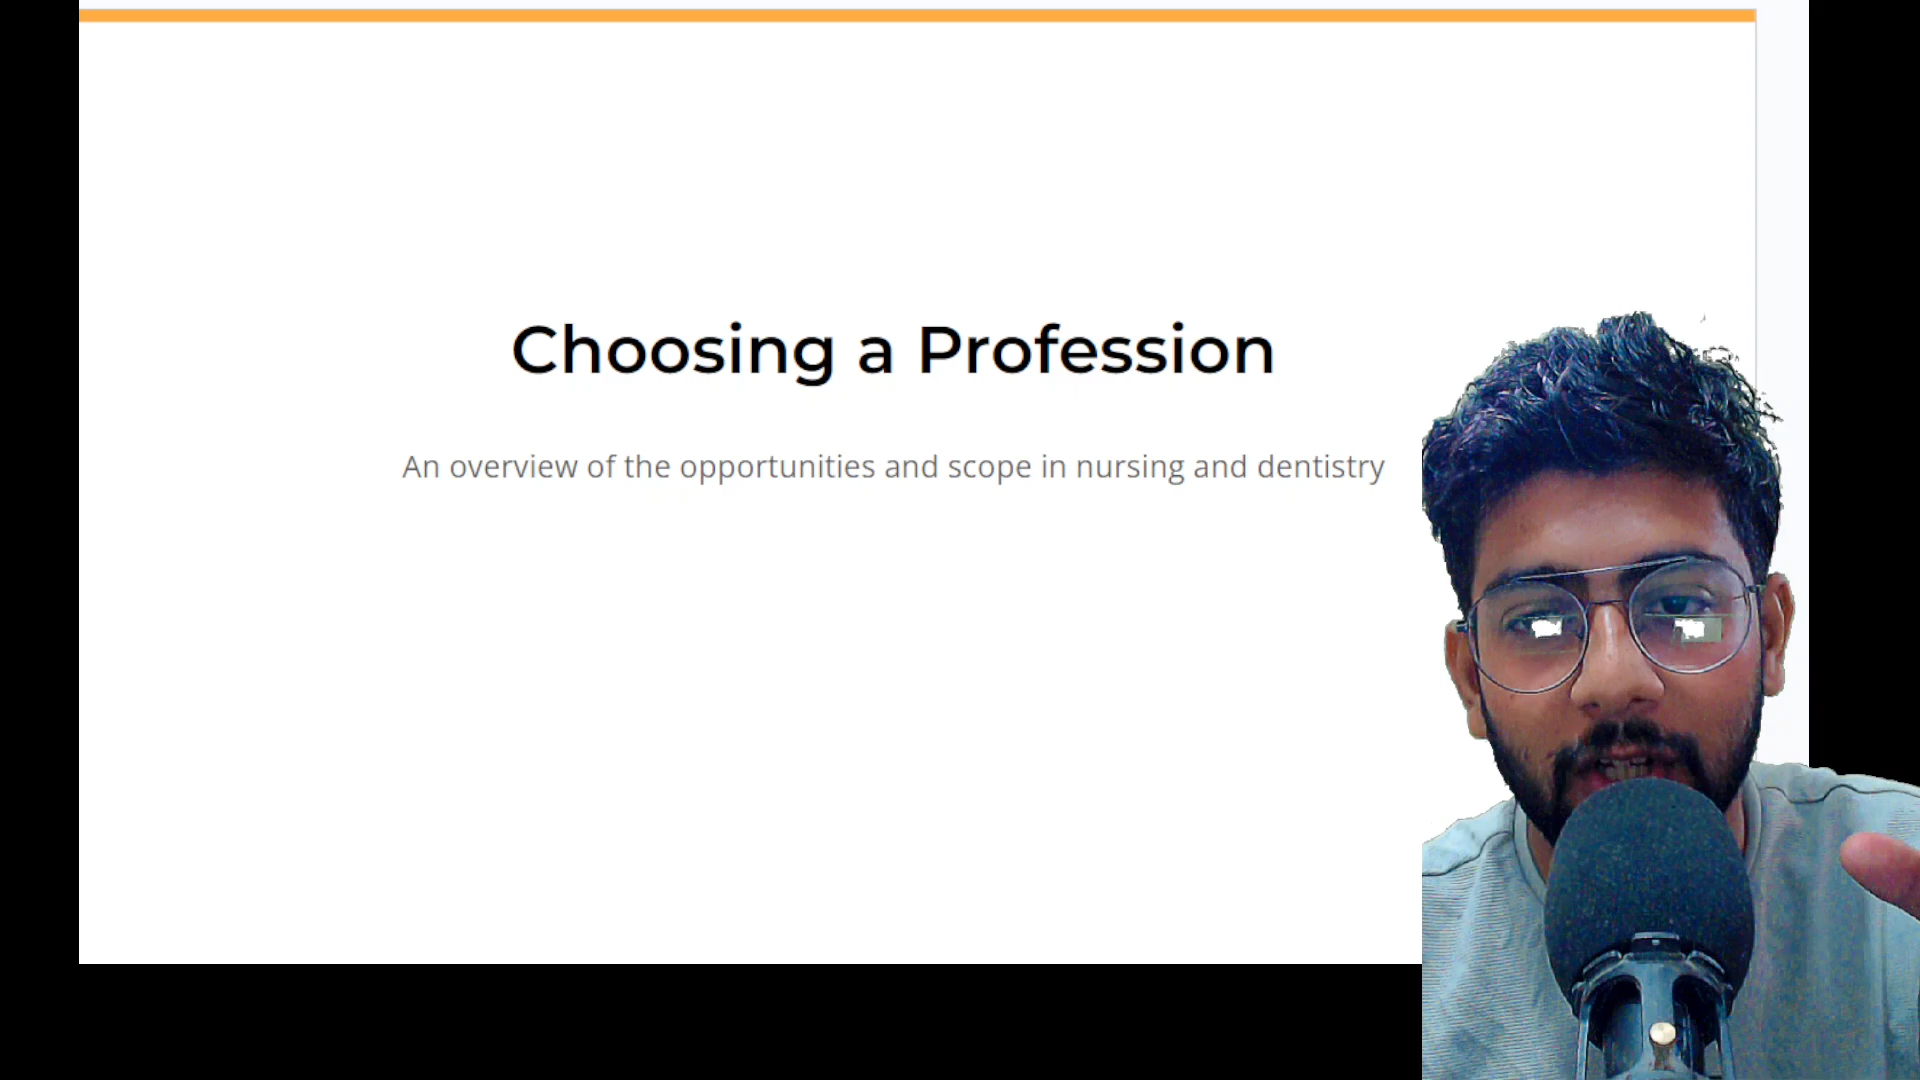 Choosing a Profession
An overview of the opportunities and scope in nursing and dentistry